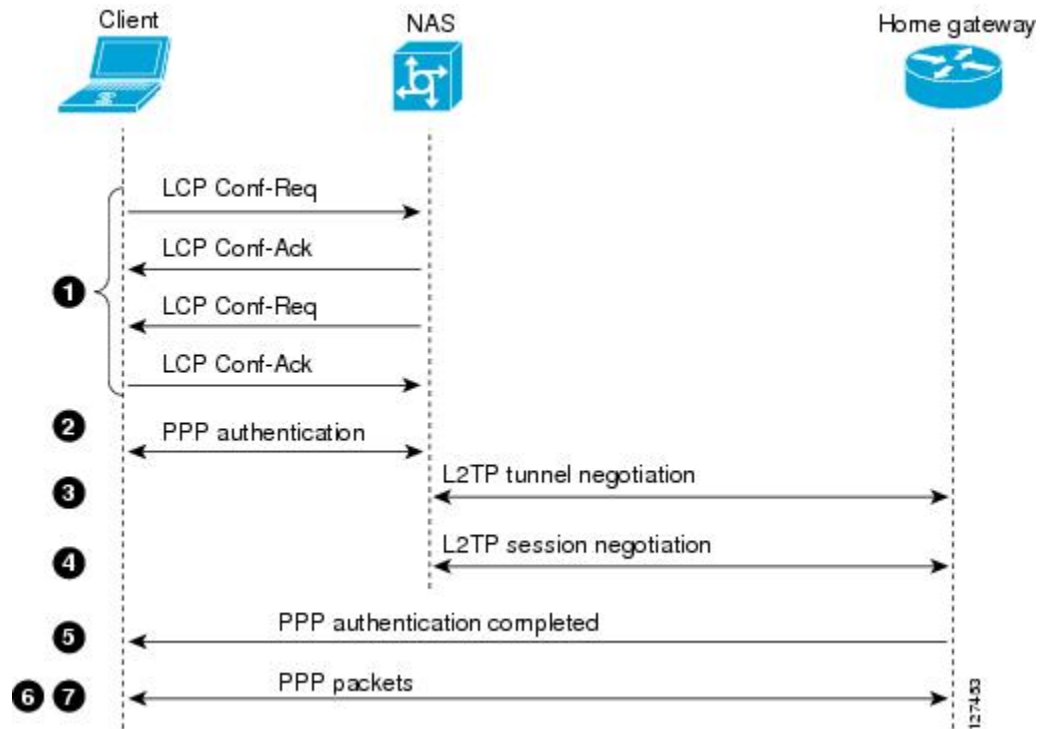 Client
NAS
Home gateway
LCP Conf-Req
LCP Conf-Ack
1
LCP Conf-Req
LCP Conf-Ack
2
PPP authentication
L2TP tunnel negotiation
3
L2TP session negotiation
4
PPP authentication completed
5
PPP packets
6 7
127453